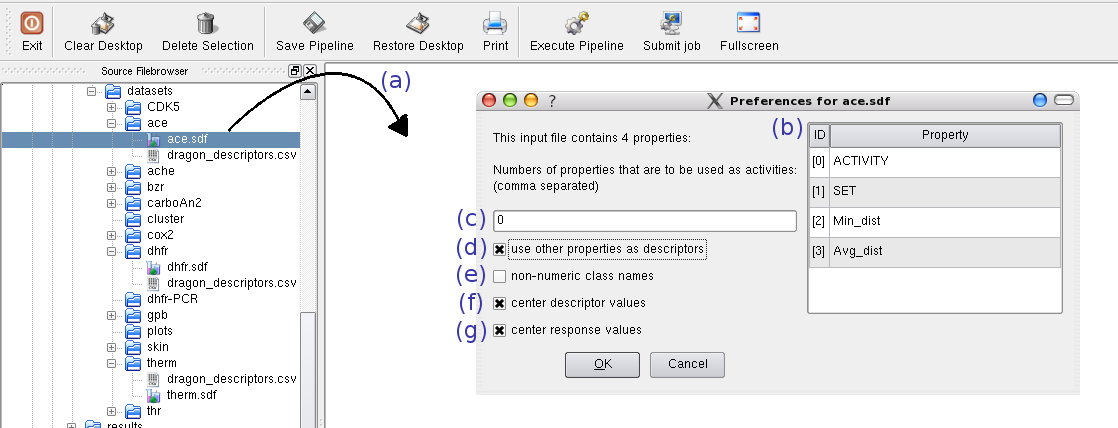 Exit
Clear Desktop
Delete Selection
Save Pipeline
Restore Desktop
Print
Execute Pipeline
Submit job
Fullscreen
Source Filebrowser
datasets
CDK5
ace
ace.sdf
dragon_descriptors.csv
ache
bzr
carboAn2
cluster
cox2
dhfr
dhfr.sdf
dragon_descriptors.csv
dhfr-PCR
gpb
plots
skin
therm
dragon_descriptors.csv
therm.sdf
thr
results
(a)
? Preferences for ace.sdf
This input file contains 4 properties:
Numbers of properties that are to be used as activities:
(comma separated)
(c) 0
(d) use other properties as descriptors
(e) non-numeric class names
(f) center descriptor values
(g) center response values
OK Cancel
(b) ID Property
[0] ACTIVITY
[1] SET
[2] Min_dist
[3] Avg_dist